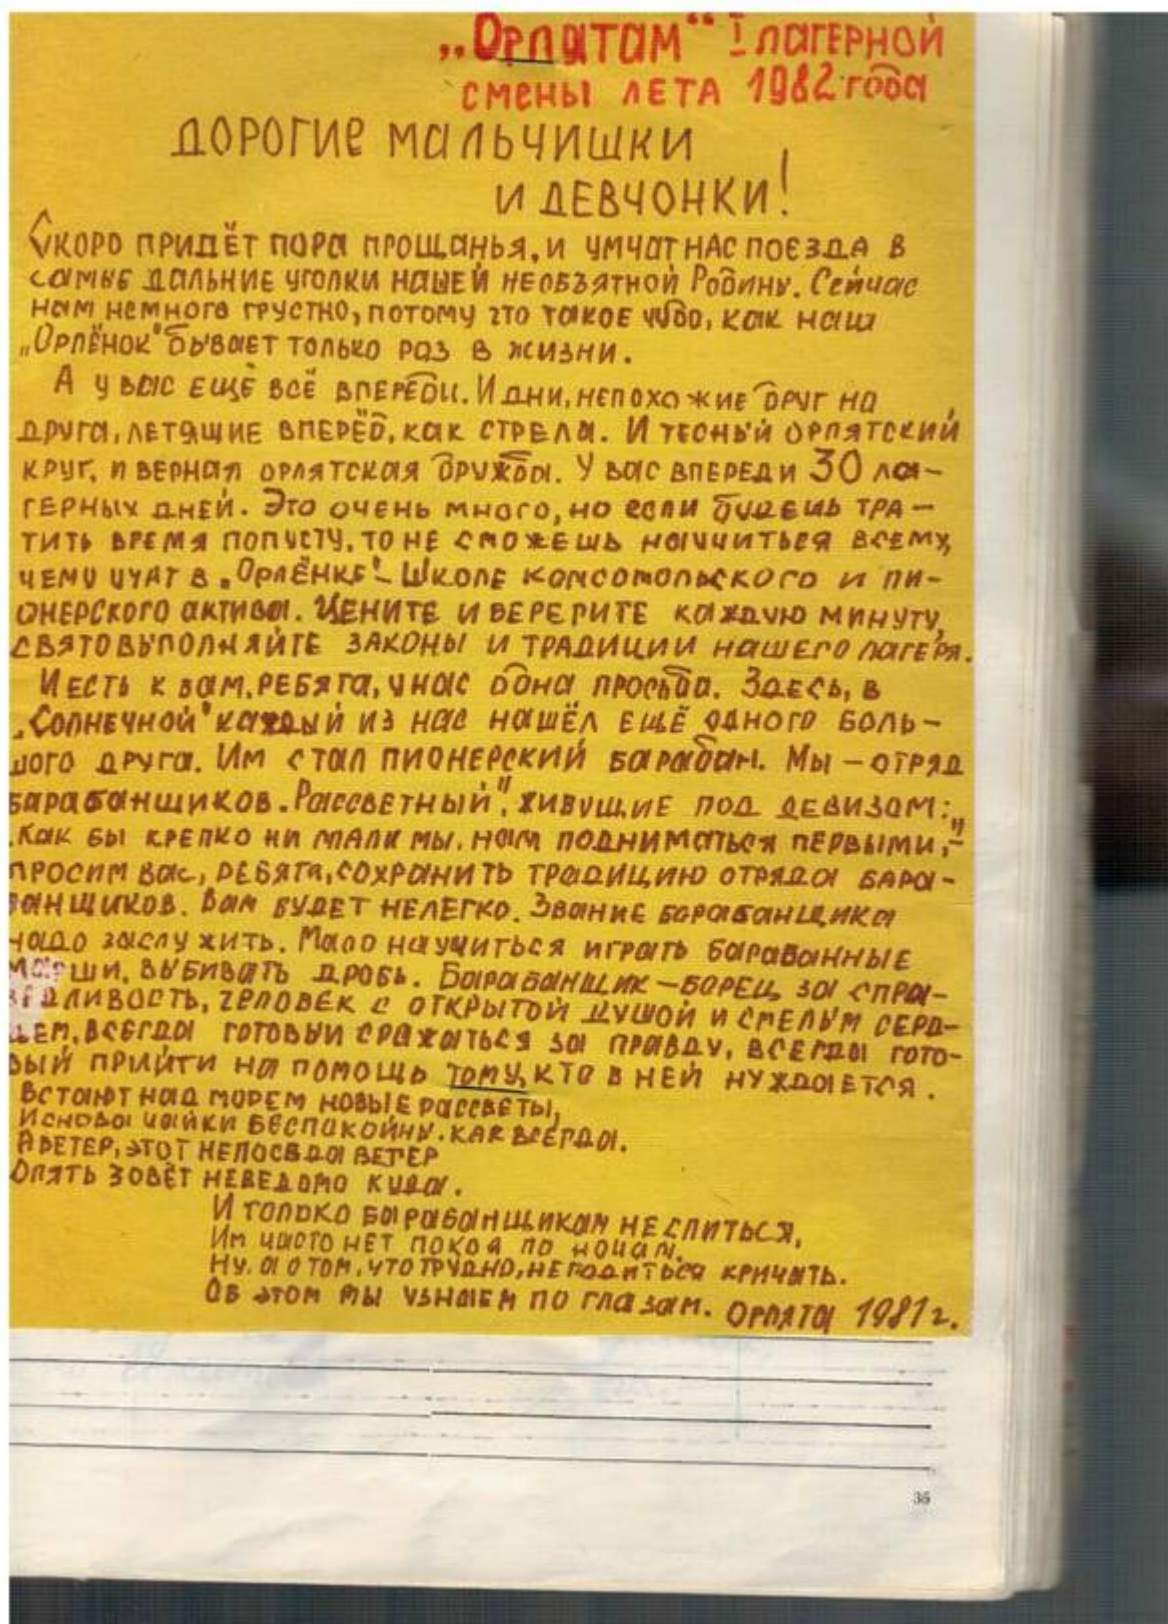 „Орлятам“ I лагерной
смены лета 1982 года
Дорогие мальчишки
и девчонки!
Скоро придёт пора прощанья, и умчат нас поезда в
самые дальние уголки нашей необъятной Родины. Сейчас
нам немного грустно, потому что такое чудо, как наш
„Орлёнок“ бывает только раз в жизни.
А у вас ещё всё впереди. И дни, непохожие друг на
друга, летящие вперёд, как стрела. И тесный орлятский
круг, и верная орлятская дружба. У вас впереди 30 ла-
герных дней. Это очень много, но если будешь тра-
тить время попусту, то не сможешь научиться всему,
чему учат в „Орлёнке“ – школе комсомольского и пи-
онерского актива. Цените и берегите каждую минуту,
свято выполняйте законы и традиции нашего лагеря.
И есть к вам, ребята, у нас одна просьба. Здесь, в
„Солнечной“ каждый из нас нашёл ещё одного боль-
шого друга. Им стал пионерский барабан. Мы – отряд
барабанщиков „Рассветный“, живущие под девизом:
„Как бы крепко ни спали мы, нам подниматься первыми“, –
просим вас, ребята, сохранить традицию отряда бара-
банщиков. Вам будет нелегко. Звание барабанщика
надо заслужить. Мало научиться играть барабанные
марши, выбивать дробь. Барабанщик – борец за спра-
ведливость, человек с открытой душой и смелым серд-
цем, всегда готовый сражаться за правду, всегда гото-
вый прийти на помощь тому, кто в ней нуждается.
Встают над морем новые рассветы,
И снова чайки беспокойны, как всегда.
А ветер, этот непоседа ветер
Опять зовёт неведомо куда.
И только барабанщикам не спиться,
Им часто нет покоя по ночам.
Ну, а о том, что трудно, не годиться кричать.
Об этом мы узнаем по глазам. Орлята 1981 г.
35